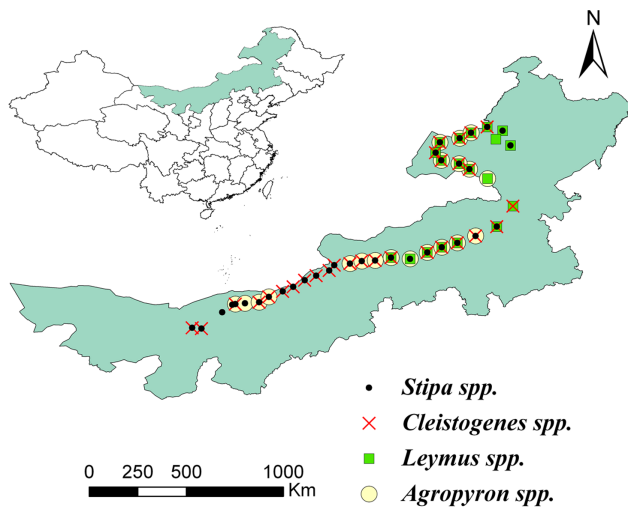 N
Stipa spp.
Cleistogenes spp.
Leymus spp.
Agropyron spp.
0 250 500 1000
Km